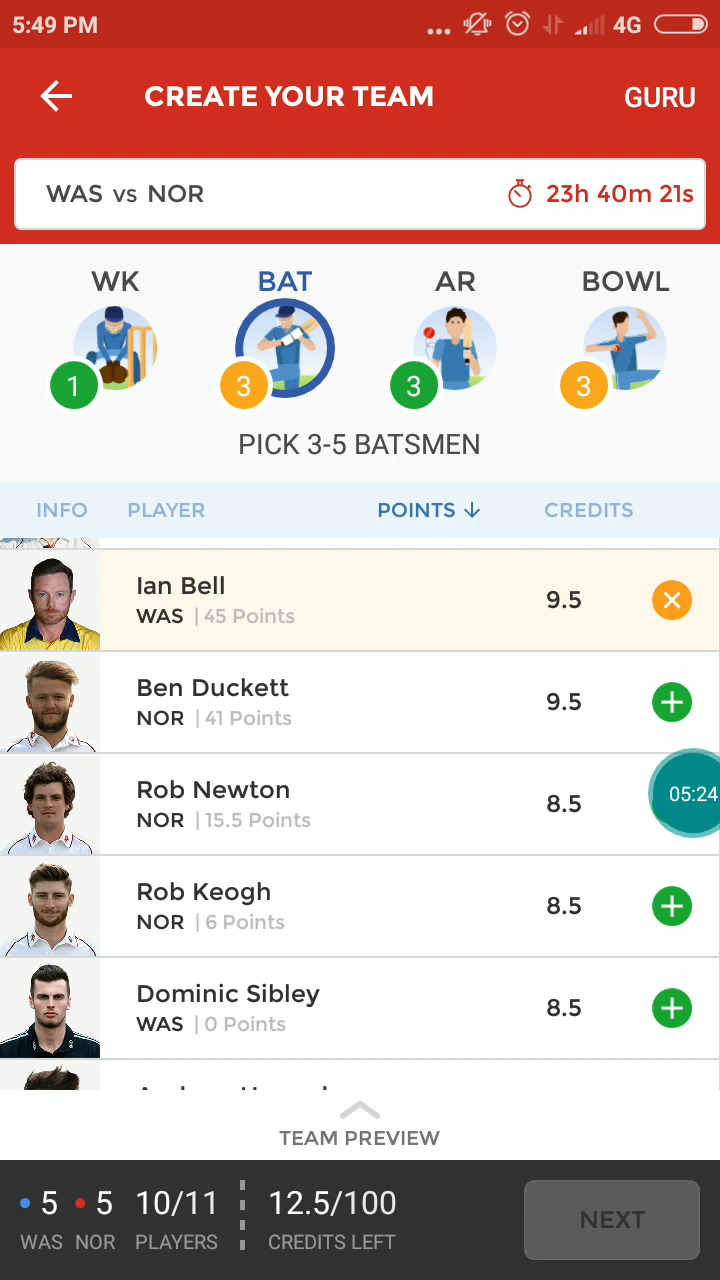 5:49 PM 4G
CREATE YOUR TEAM GURU
WAS vs NOR 23h 40m 21s
WK BAT AR BOWL
1 3 3 3
PICK 3-5 BATSMEN
INFO PLAYER POINTS CREDITS
Ian Bell
WAS | 45 Points 9.5
Ben Duckett
NOR | 41 Points 9.5
Rob Newton
NOR | 15.5 Points 8.5
05:24
Rob Keogh
NOR | 6 Points 8.5
Dominic Sibley
WAS | 0 Points 8.5
TEAM PREVIEW
5 5 10/11 12.5/100
WAS NOR PLAYERS CREDITS LEFT
NEXT